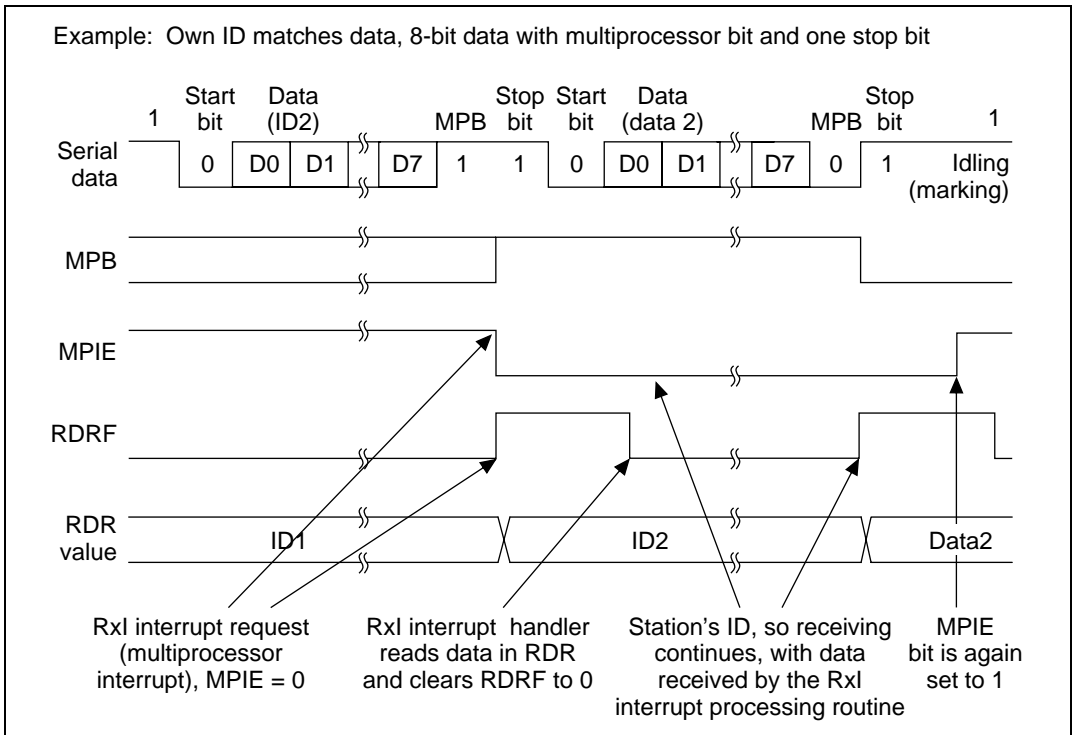 Example: Own ID matches data, 8-bit data with multiprocessor bit and one stop bit
1 Start bit Data (ID2) MPB Stop bit Start bit Data (data 2) MPB Stop bit 1
Serial data 0 D0 D1 D7 1 1 0 D0 D1 D7 0 1 Idling (marking)
MPB
MPIE
RDRF
RDR value ID1 ID2 Data2
RxI interrupt request
(multiprocessor
interrupt), MPIE = 0
RxI interrupt handler
reads data in RDR
and clears RDRF to 0
Station's ID, so receiving
continues, with data
received by the RxI
interrupt processing routine
MPIE
bit is again
set to 1